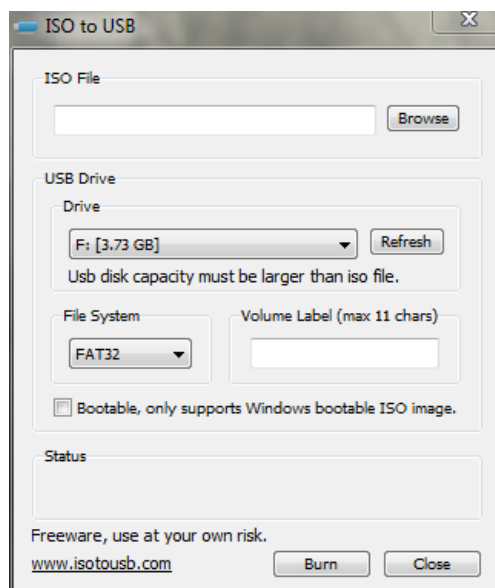 ISO to USB
ISO File
Browse
USB Drive
Drive
F: [3.73 GB]
Refresh
Usb disk capacity must be larger than iso file.
File System
Volume Label (max 11 chars)
FAT32
Bootable, only supports Windows bootable ISO image.
Status
Freeware, use at your own risk.
www.isotousb.com
Burn
Close